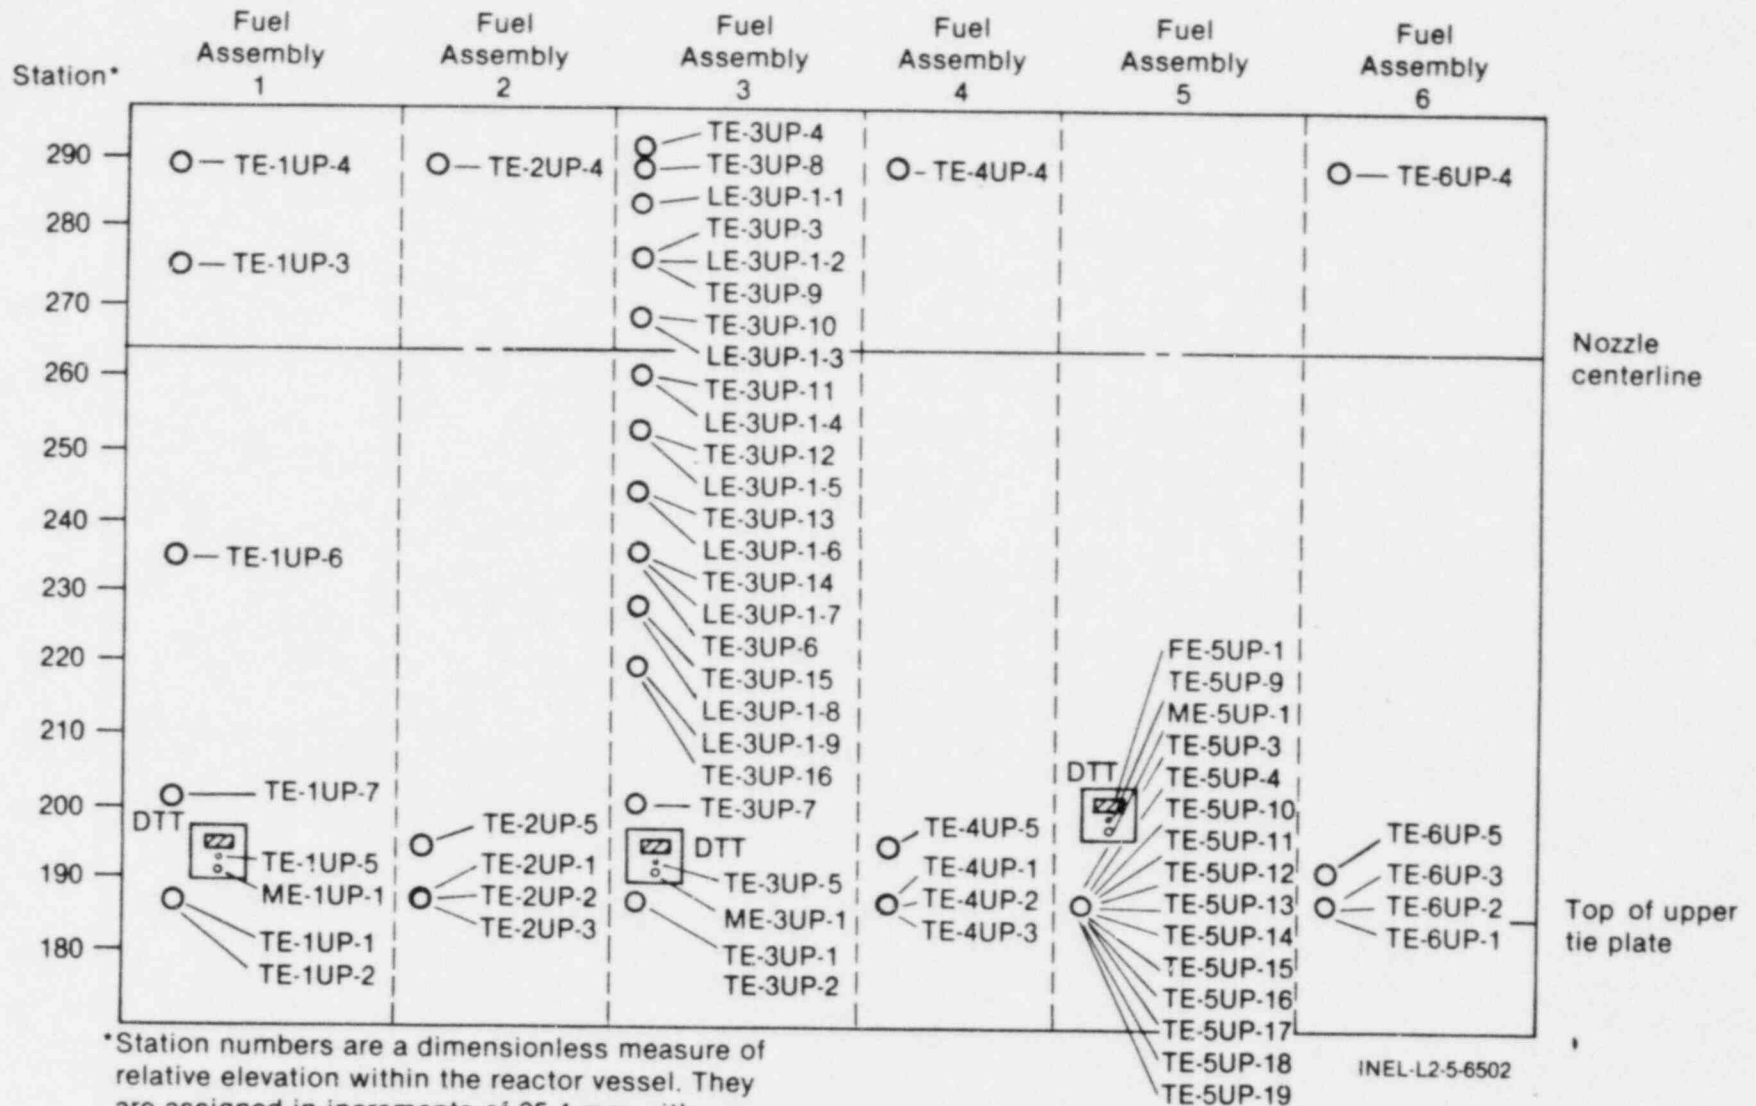 Fuel Assembly 1
Fuel Assembly 2
Fuel Assembly 3
Fuel Assembly 4
Fuel Assembly 5
Fuel Assembly 6
Station*
290
280
270
260
250
240
230
220
210
200
190
180
TE-1UP-4
TE-1UP-3
TE-1UP-6
TE-1UP-7
DTT
TE-1UP-5
ME-1UP-1
TE-1UP-1
TE-1UP-2
TE-2UP-4
TE-2UP-5
TE-2UP-1
TE-2UP-2
TE-2UP-3
TE-3UP-4
TE-3UP-8
LE-3UP-1-1
TE-3UP-3
LE-3UP-1-2
TE-3UP-9
TE-3UP-10
LE-3UP-1-3
TE-3UP-11
LE-3UP-1-4
TE-3UP-12
LE-3UP-1-5
TE-3UP-13
LE-3UP-1-6
TE-3UP-14
LE-3UP-1-7
TE-3UP-6
TE-3UP-15
LE-3UP-1-8
LE-3UP-1-9
TE-3UP-16
TE-3UP-7
DTT
TE-3UP-5
ME-3UP-1
TE-3UP-1
TE-3UP-2
TE-4UP-4
TE-4UP-5
TE-4UP-1
TE-4UP-2
TE-4UP-3
FE-5UP-1
TE-5UP-9
ME-5UP-1
TE-5UP-3
DTT
TE-5UP-4
TE-5UP-10
TE-5UP-11
TE-5UP-12
TE-5UP-13
TE-5UP-14
TE-5UP-15
TE-5UP-16
TE-5UP-17
TE-5UP-18
TE-5UP-19
TE-6UP-4
TE-6UP-5
TE-6UP-3
TE-6UP-2
TE-6UP-1
Nozzle
centerline
Top of upper
tie plate
*Station numbers are a dimensionless measure of
relative elevation within the reactor vessel. They
INEL-L2-5-6502